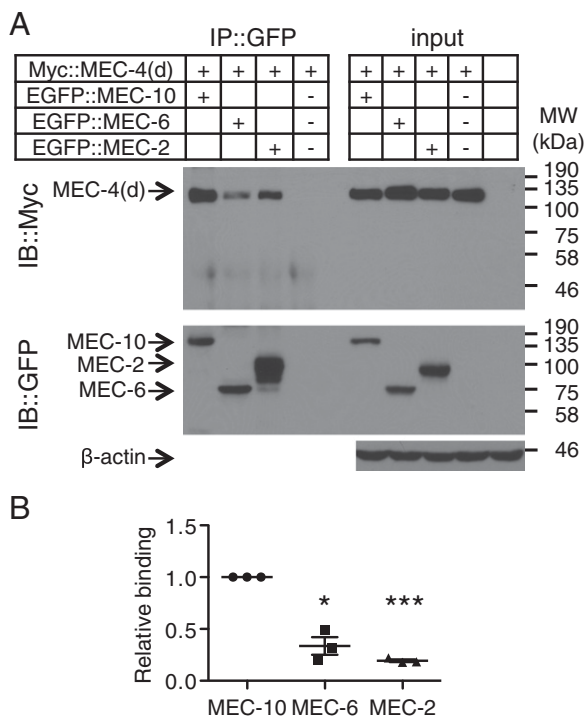 A
IP::GFP input
Myc::MEC-4(d) + + + + + + + +
EGFP::MEC-10 + - + -
EGFP::MEC-6 + - + -
EGFP::MEC-2 + - + -
MW
(kDa)
IB::Myc
MEC-4(d)
190
135
100
75
58
46
IB::GFP
MEC-10
MEC-2
MEC-6
190
135
100
75
58
β-actin
46
B
Relative binding
1.5
1.0
0.5
0.0
* ***
MEC-10 MEC-6 MEC-2